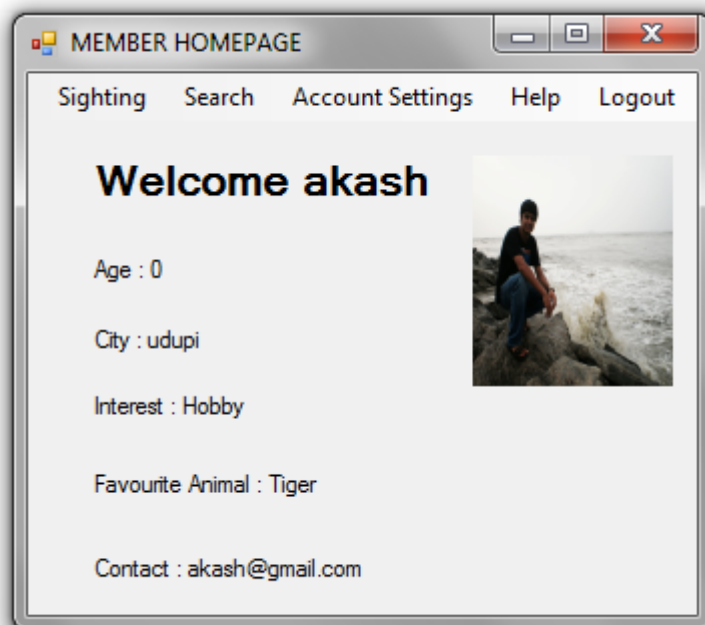 MEMBER HOMEPAGE
Sighting Search Account Settings Help Logout
Welcome akash
Age : 0
City : udupi
Interest : Hobby
Favourite Animal : Tiger
Contact : akash@gmail.com